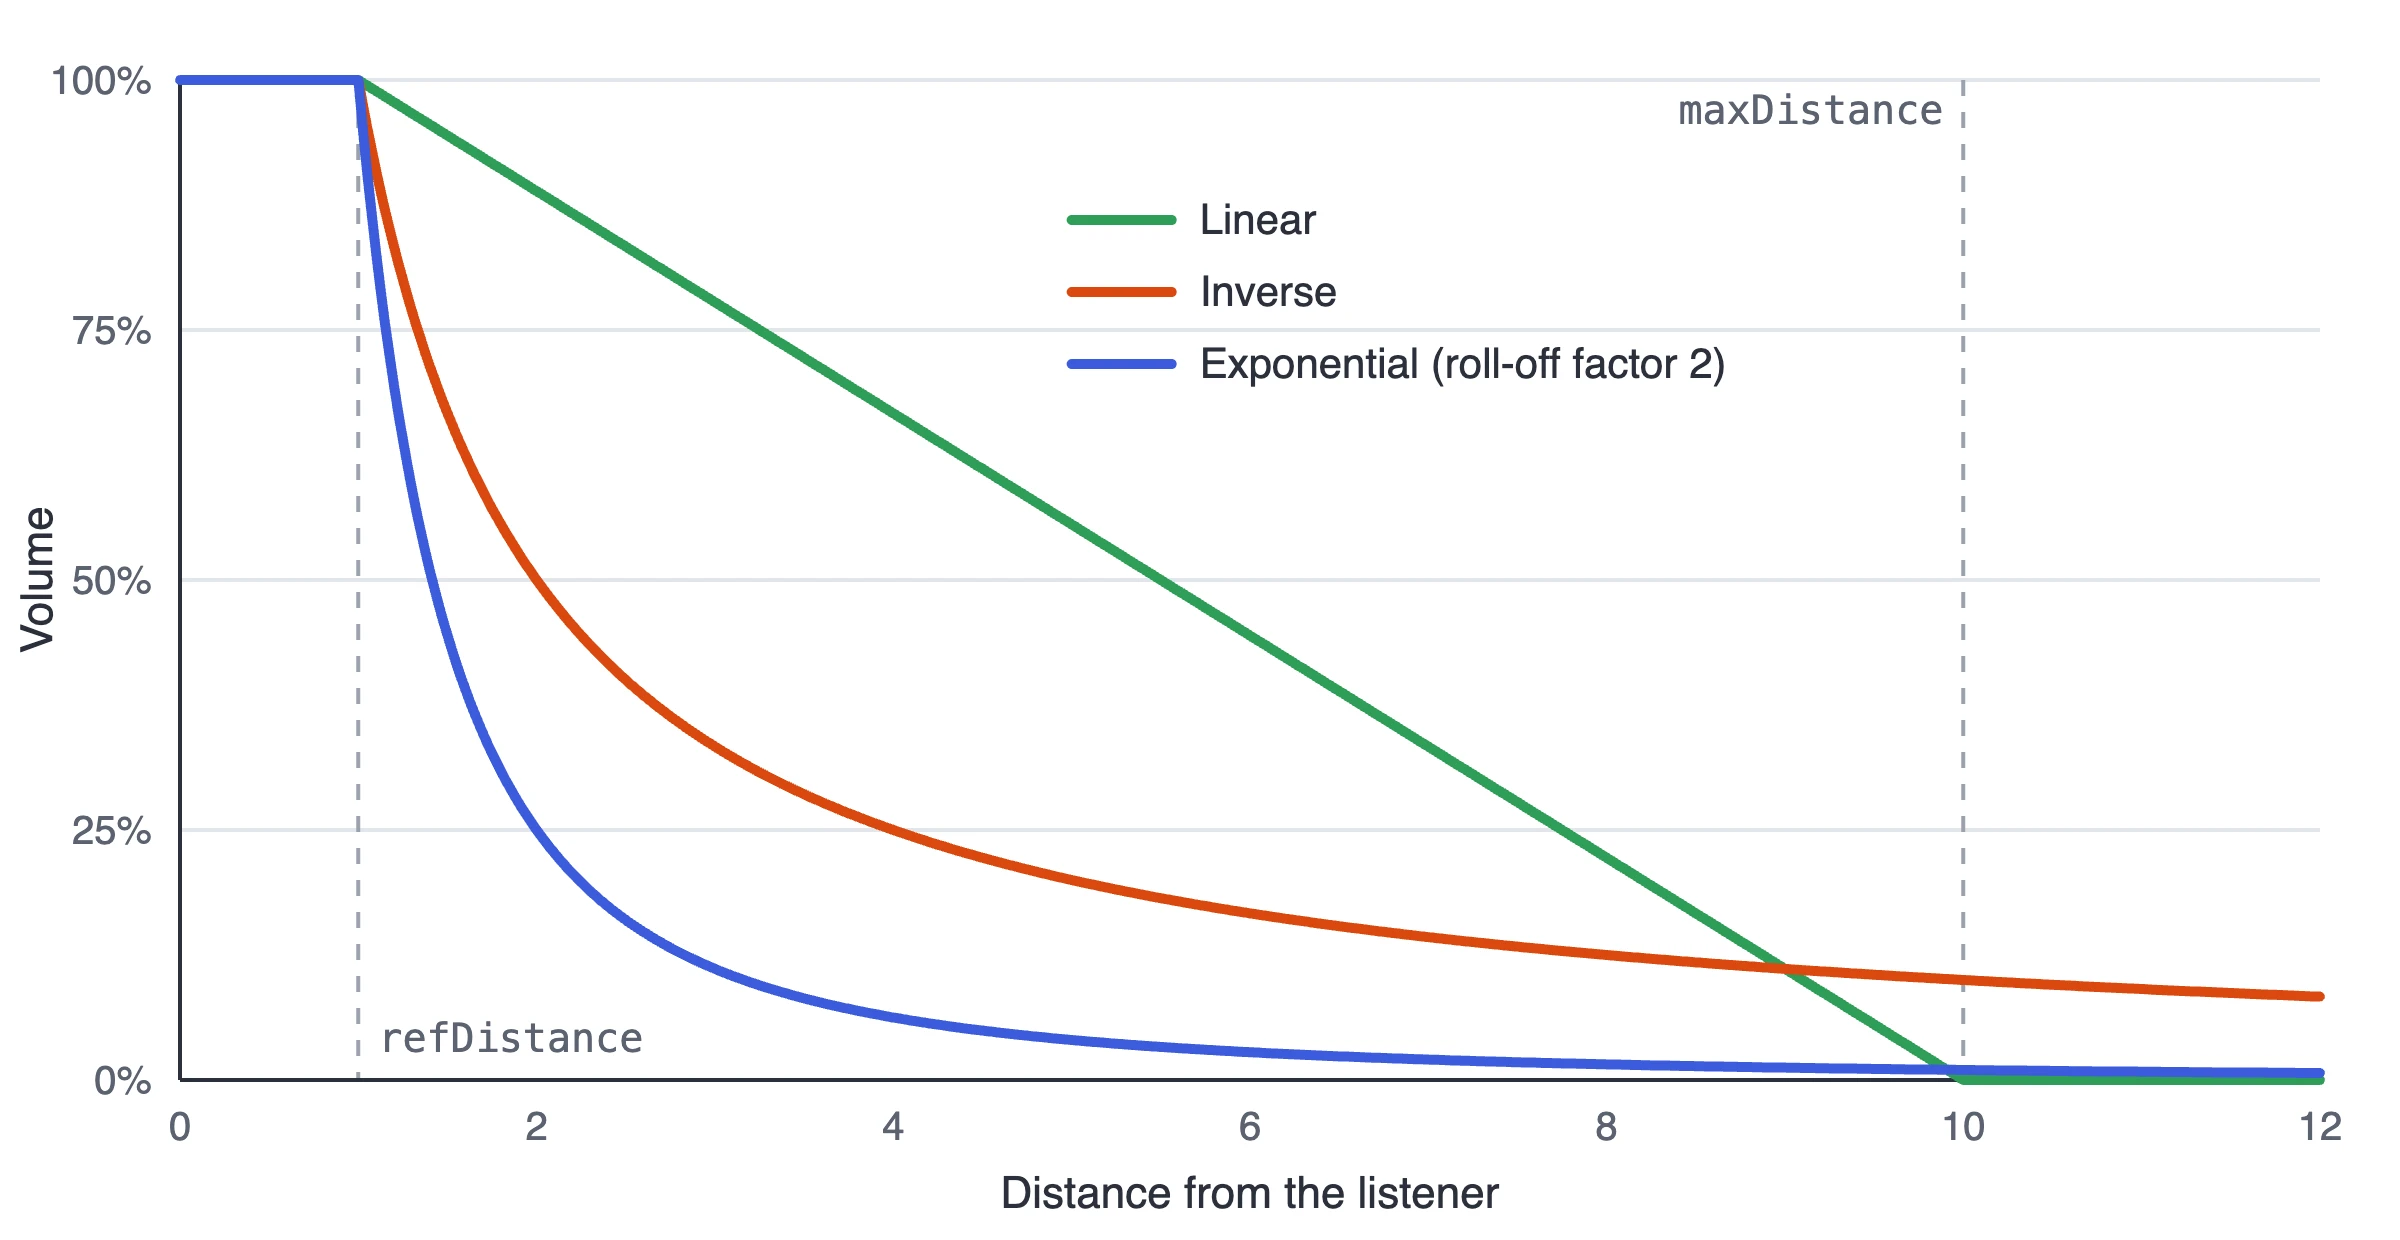 100%
maxDistance
Linear
Inverse
75%
Exponential (roll-off factor 2)
Volume
50%
25%
refDistance
0%
0 2 4 6 8 10 12
Distance from the listener